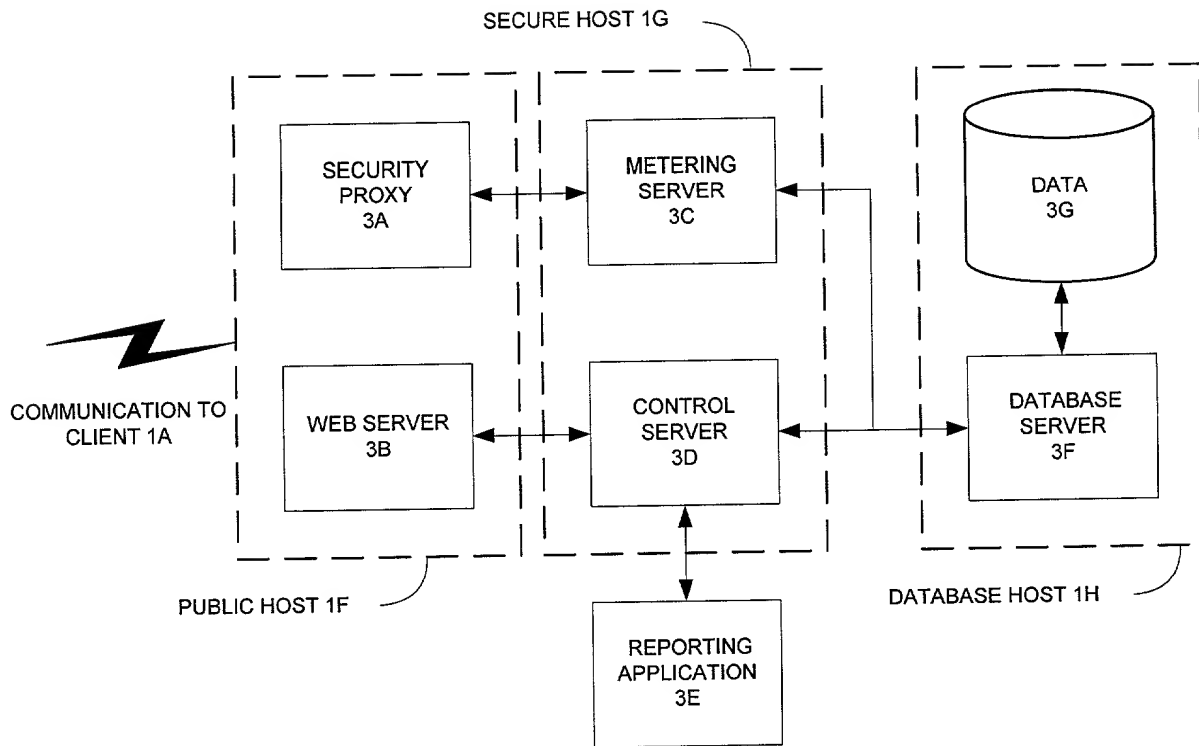 SECURE HOST 1G
SECURITY
PROXY
3A
METERING
SERVER
3C
DATA
3G
COMMUNICATION TO
CLIENT 1A
WEB SERVER
3B
CONTROL
SERVER
3D
DATABASE
SERVER
3F
PUBLIC HOST 1F
DATABASE HOST 1H
REPORTING
APPLICATION
3E